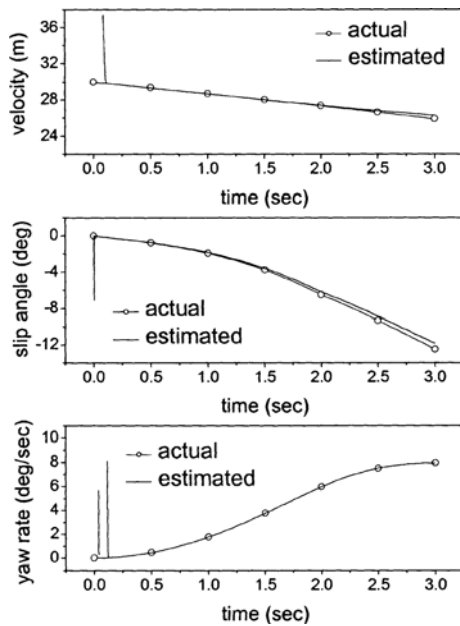 velocity (m)
36
32
28
24
actual
estimated
0.0 0.5 1.0 1.5 2.0 2.5 3.0
time (sec)
slip angle (deg)
0
-4
-8
-12
actual
estimated
0.0 0.5 1.0 1.5 2.0 2.5 3.0
time (sec)
yaw rate (deg/sec)
10
8
6
4
2
0
actual
estimated
0.0 0.5 1.0 1.5 2.0 2.5 3.0
time (sec)